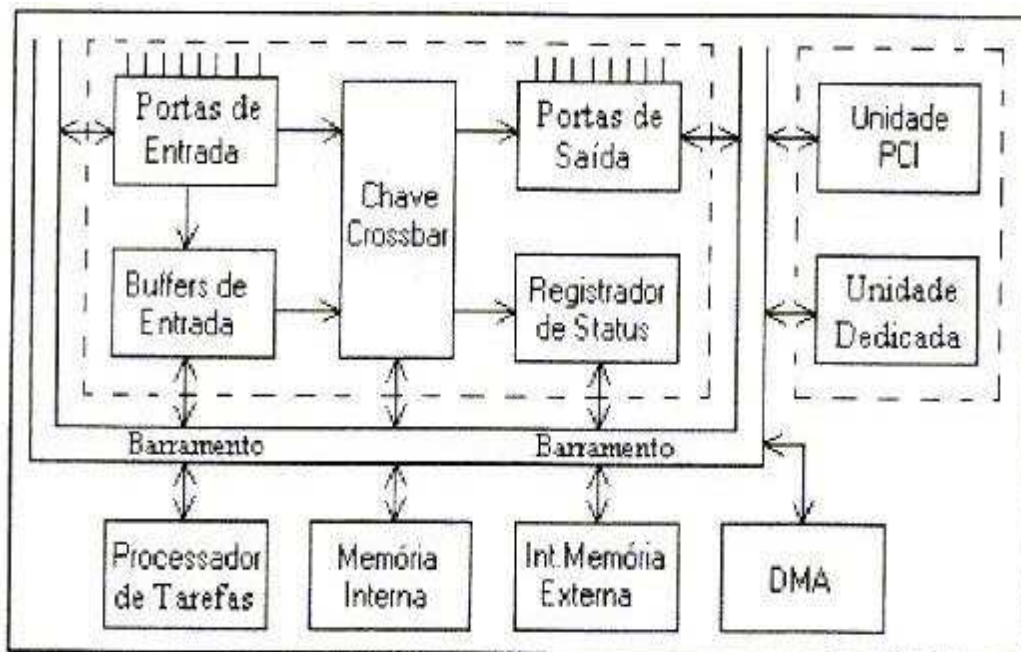 Portas de
Entrada
Portas de
Saída
Unidade
PCI
Chave
Crossbar
Buffers de
Entrada
Registrador
de Status
Unidade
Dedicada
Barramento
Barramento
Processador
de Tarefas
Memória
Interna
Int.Memória
Externa
DMA